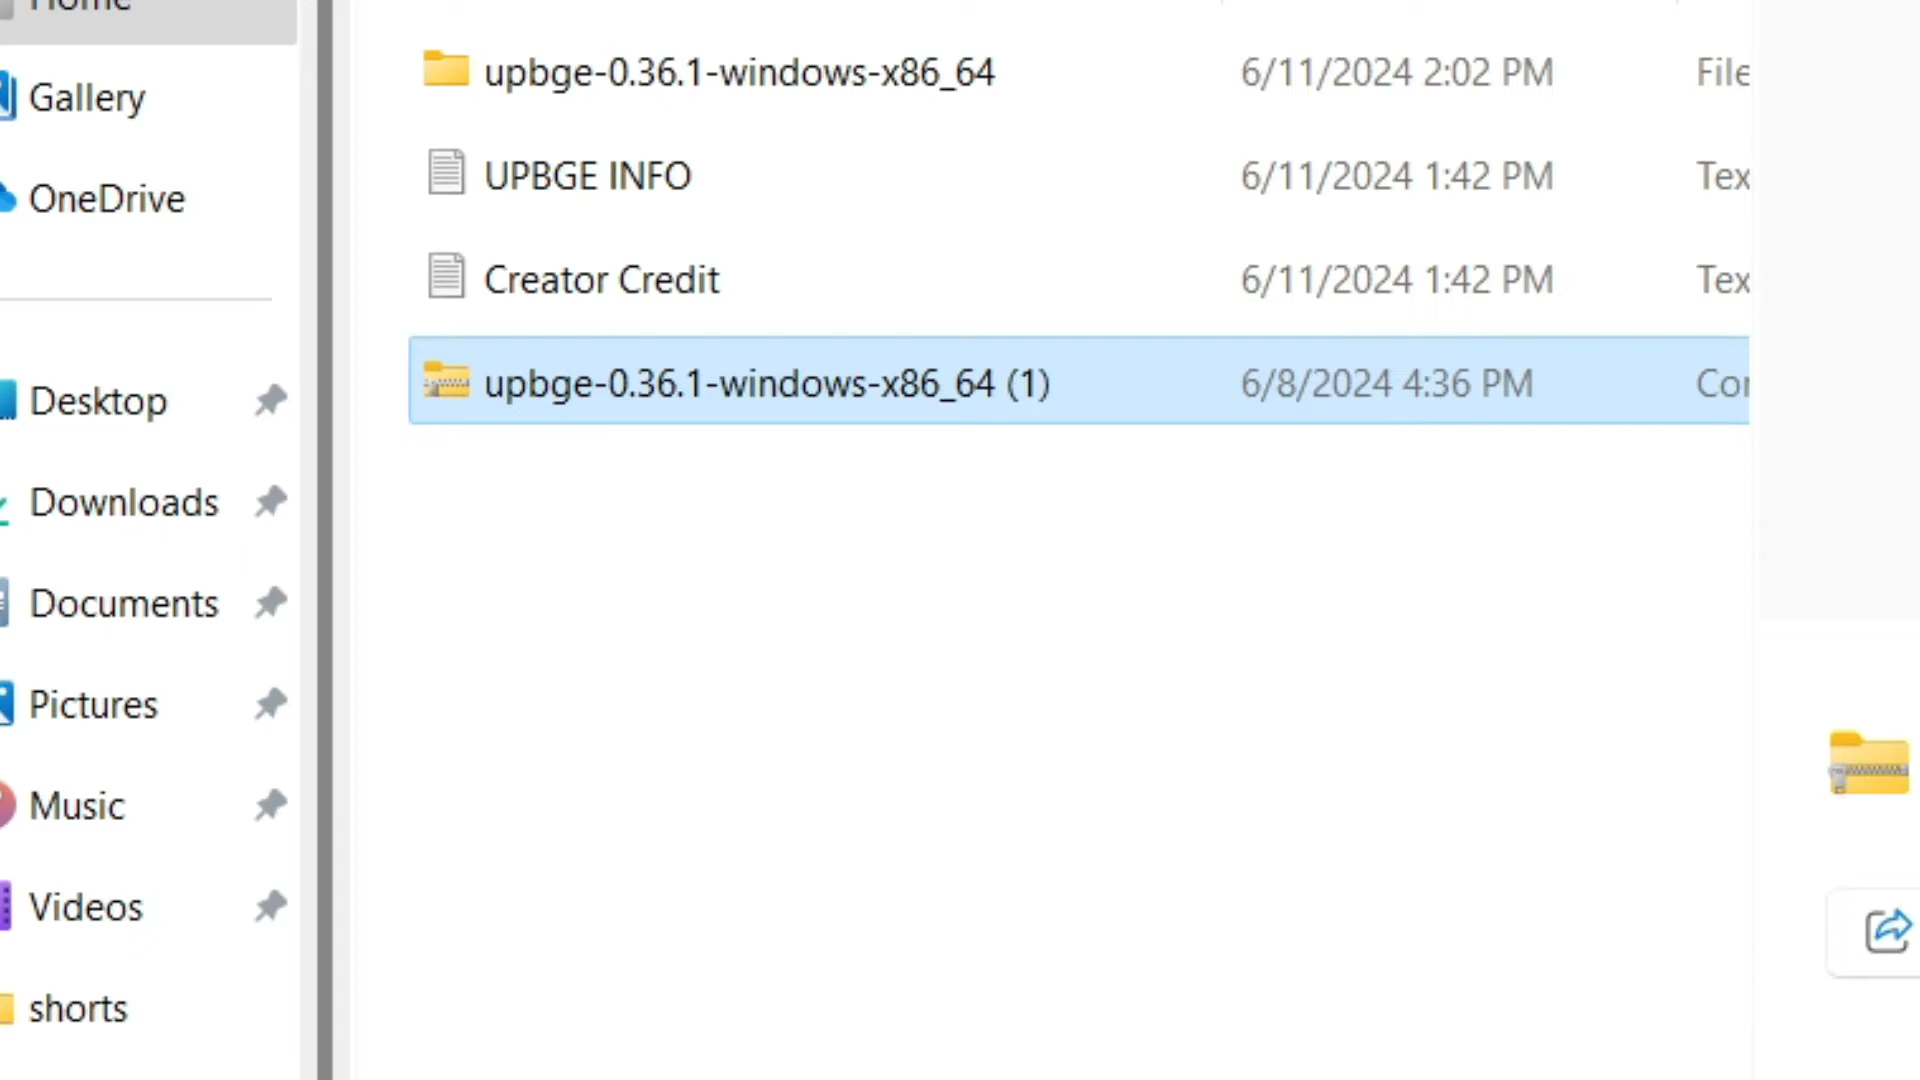 Home
Gallery
OneDrive
Desktop
Downloads
Documents
Pictures
Music
Videos
shorts
upbge-0.36.1-windows-x86_64 6/11/2024 2:02 PM File
UPBGE INFO 6/11/2024 1:42 PM Tex
Creator Credit 6/11/2024 1:42 PM Tex
upbge-0.36.1-windows-x86_64 (1) 6/8/2024 4:36 PM Con